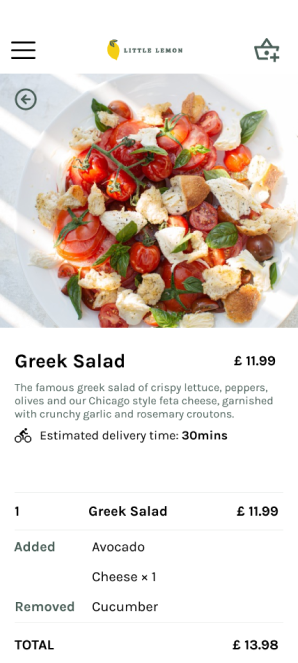 LITTLE LEMON
Greek Salad £ 11.99
The famous greek salad of crispy lettuce, peppers,
olives and our Chicago style feta cheese, garnished
with crunchy garlic and rosemary croutons.
Estimated delivery time: 30mins
1 Greek Salad £ 11.99
Added Avocado
Cheese × 1
Removed Cucumber
TOTAL £ 13.98